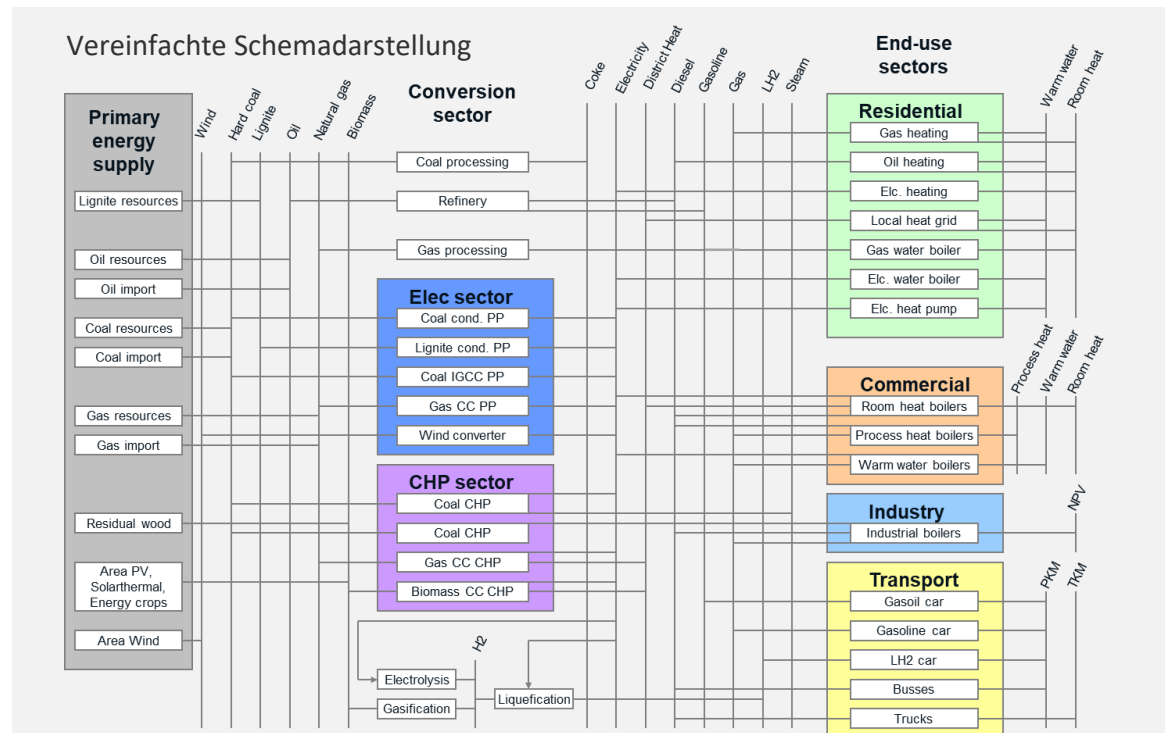 Vereinfachte Schemadarstellung
Primary
energy
supply
Lignite resources
Oil resources
Oil import
Coal resources
Coal import
Gas resources
Gas import
Residual wood
Area PV,
Solarthermal,
Energy crops
Area Wind
Wind
Hard coal
Lignite
Oil
Natural gas
Biomass
Conversion
sector
Coal processing
Refinery
Gas processing
Elec sector
Coal cond. PP
Lignite cond. PP
Coal IGCC PP
Gas CC PP
Wind converter
CHP sector
Coal CHP
Coal CHP
Gas CC CHP
Biomass CC CHP
H2
Electrolysis
Gasification
Liquefication
Coke
Electricity
District Heat
Diesel
Gasoline
Gas
LH2
Steam
End-use
sectors
Residential
Gas heating
Oil heating
Elc. heating
Local heat grid
Gas water boiler
Elc. water boiler
Elc. heat pump
Warm water
Room heat
Commercial
Room heat boilers
Process heat boilers
Warm water boilers
Process heat
Warm water
Room heat
Industry
Industrial boilers
NPV
Transport
Gasoil car
Gasoline car
LH2 car
Busses
Trucks
PKM
TKM